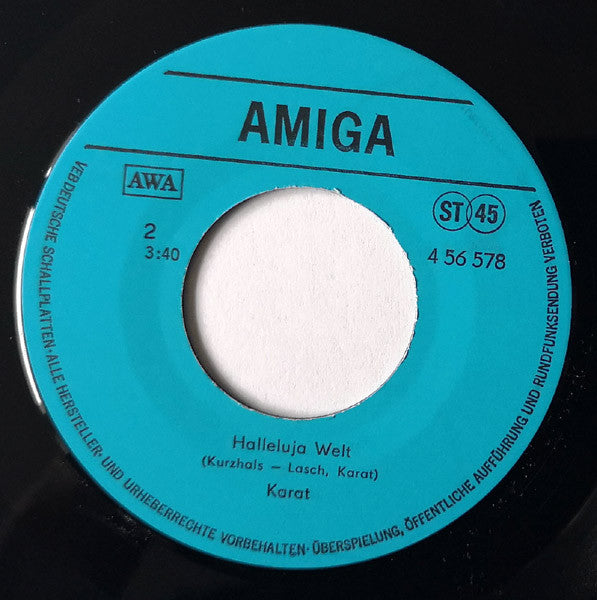 AMIGA
AWA
ST 45
2
3:40
4 56 578
Halleluja Welt
(Kurzhals – Lasch, Karat)
Karat
VEB DEUTSCHE SCHALLPLATTEN·ALLE HERSTELLER- UND URHEBERRECHTE VORBEHALTEN·ÜBERSPIELUNG, ÖFFENTLICHE AUFFÜHRUNG UND RUNDFUNKSENDUNG VERBOTEN